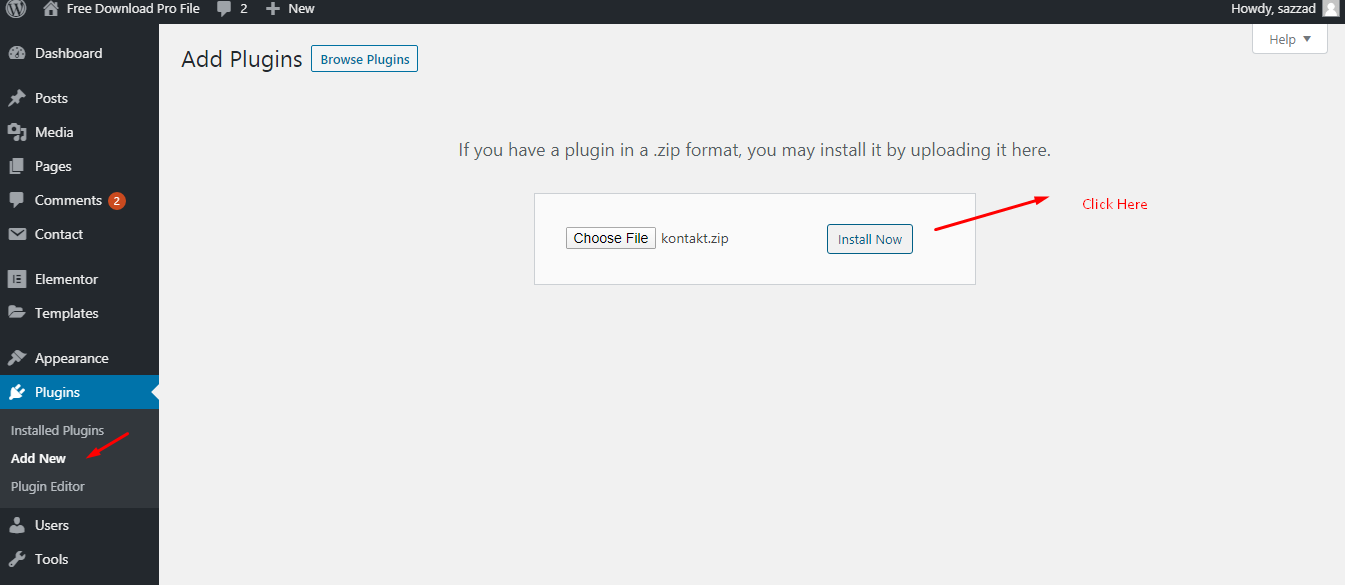 Free Download Pro File 2 New Howdy, sazzad
Help
Add Plugins Browse Plugins
Dashboard
Posts
Media
Pages
Comments 2
Contact
Elementor
Templates
Appearance
Plugins
Installed Plugins
Add New
Plugin Editor
Users
Tools
If you have a plugin in a .zip format, you may install it by uploading it here.
Choose File kontakt.zip Install Now
Click Here